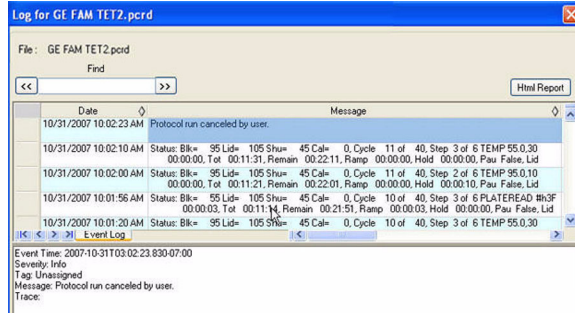 Log for GE FAM TET2.pcrd
File : GE FAM TET2.pcrd
Find
<< >> Html Report
Date Message
10/31/2007 10:02:23 AM Protocol run canceled by user.
10/31/2007 10:02:10 AM Status: Blk= 95 Lid= 105 Shu= 45 Cal= 0, Cycle 11 of 40, Step 3 of 6 TEMP 55.0,30
00:00:00, Tot 00:11:31, Remain 00:22:11, Ramp 00:00:00, Hold 00:00:00, Pau False, Lid
10/31/2007 10:02:00 AM Status: Blk= 95 Lid= 105 Shu= 45 Cal= 0, Cycle 11 of 40, Step 2 of 6 TEMP 95.0,10
00:00:00, Tot 00:11:21, Remain 00:22:01, Ramp 00:00:00, Hold 00:00:10, Pau False, Lid
10/31/2007 10:01:56 AM Status: Blk= 55 Lid= 105 Shu= 45 Cal= 0, Cycle 10 of 40, Step 3 of 6 PLATEREAD #h3F
00:00:03, Tot 00:11:14, Remain 00:21:51, Ramp 00:00:03, Hold 00:00:00, Pau False, Lid
10/31/2007 10:01:20 AM Status: Blk= 95 Lid= 105 Shu= 45 Cal= 0, Cycle 10 of 40, Step 3 of 6 TEMP 55.0,30
Event Log
Event Time: 2007-10-31T03:02:23.830-07:00
Severity: Info
Tag: Unassigned
Message: Protocol run canceled by user.
Trace: